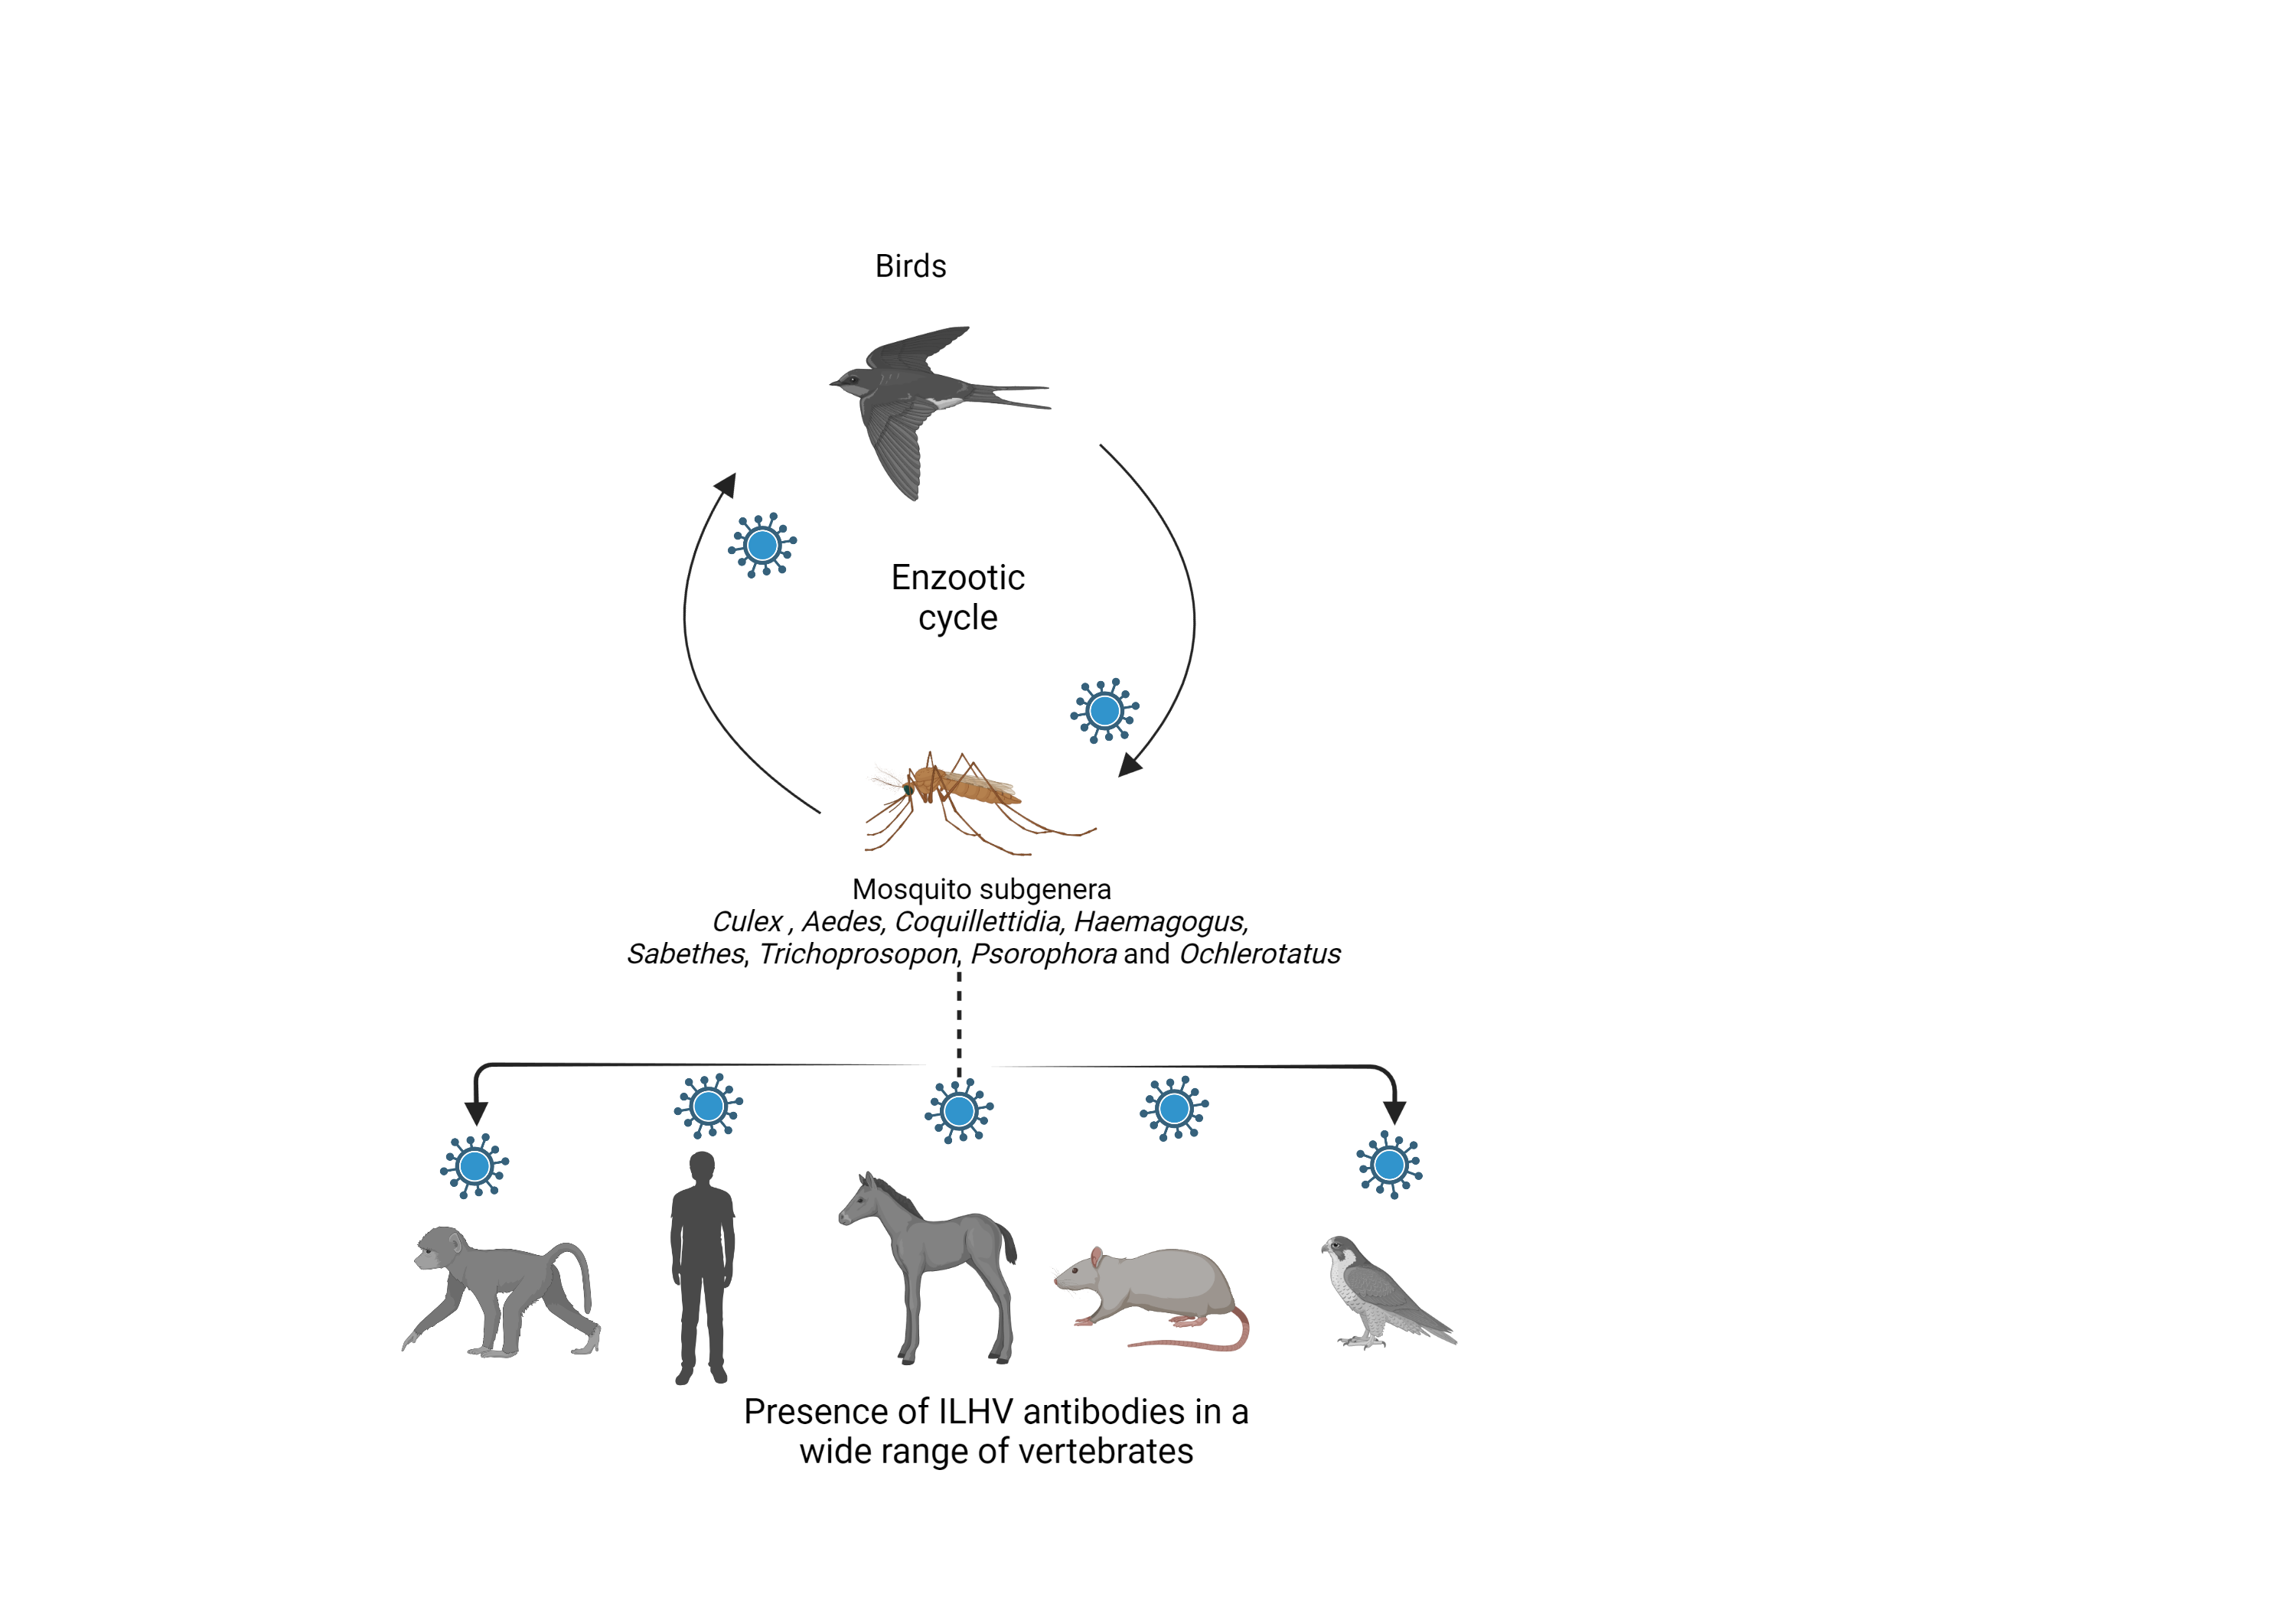 Birds
Enzootic
cycle
Mosquito subgenera
Culex , Aedes, Coquillettidia, Haemagogus,
Sabethes, Trichoprosopon, Psorophora and Ochlerotatus
Presence of ILHV antibodies in a
wide range of vertebrates